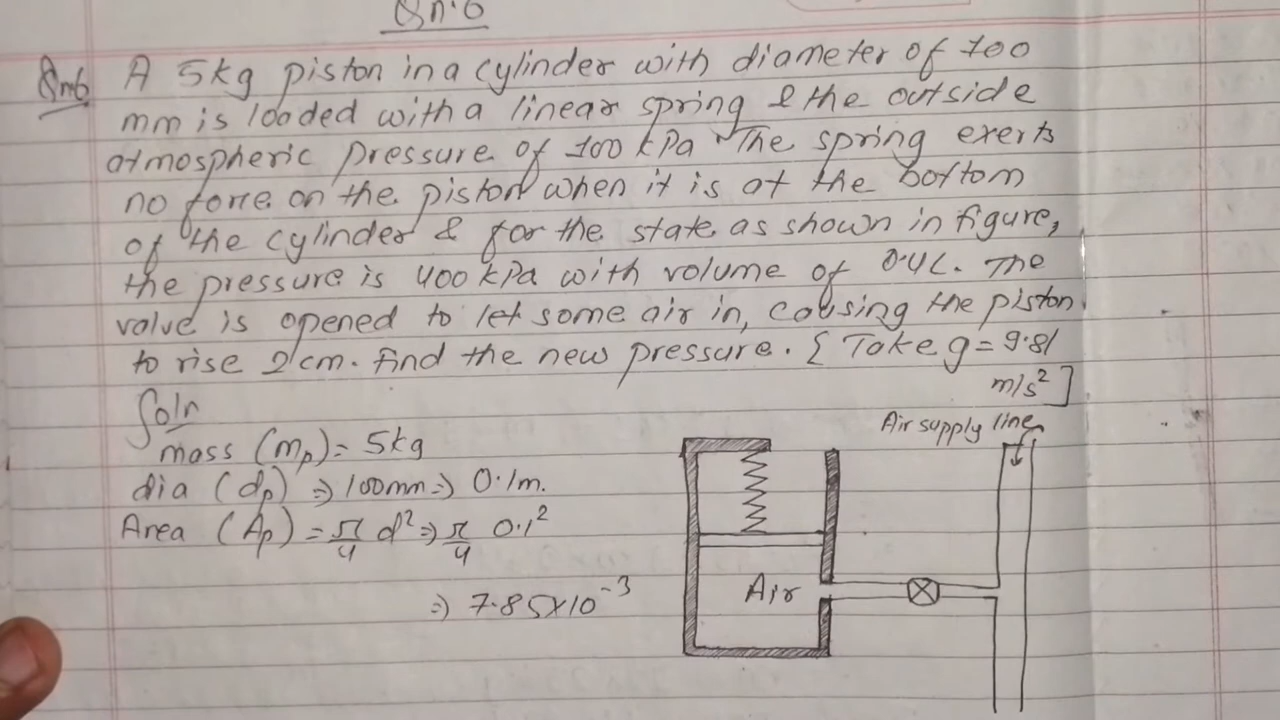 Qn.6
Qn6 A 5kg piston in a cylinder with diameter of 100
mm is loaded with a linear spring & the outside
atmospheric pressure of 100 kPa. The spring exerts
no force on the piston when it is at the bottom
of the cylinder & for the state as shown in figure,
the pressure is 400 kPa with volume of 0.4L. The
valve is opened to let some air in, causing the piston
to rise 2 cm. Find the new pressure. [ Take g = 9.81
m/s² ]
Soln
mass (mp) = 5kg
dia (dp) ⇒ 100mm ⇒ 0.1m.
Area (Ap) = π/4 d² ⇒ π/4 0.1²
⇒ 7.85×10⁻³
Air supply line
Air